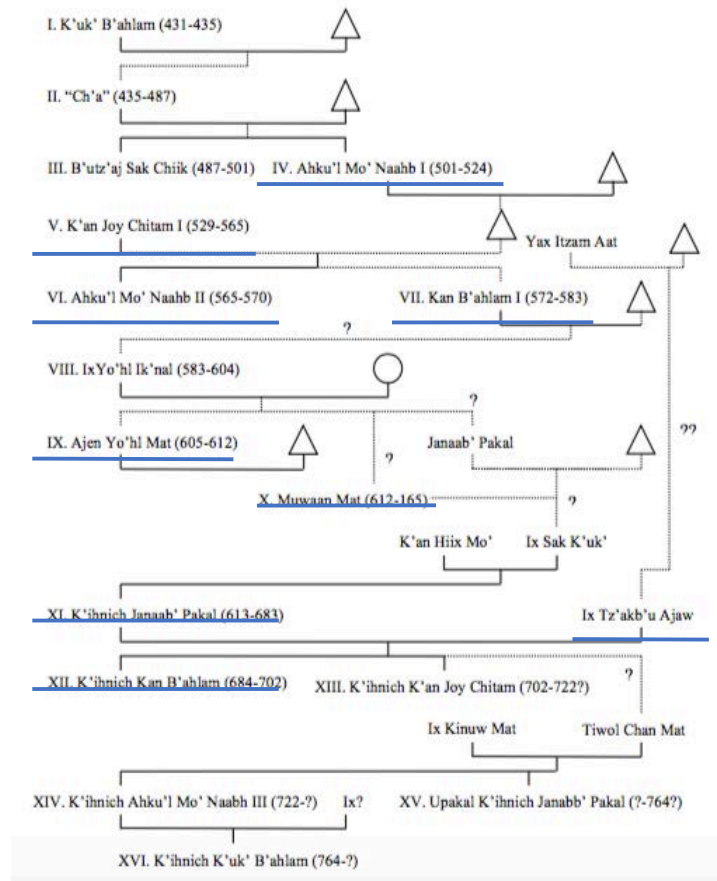 I. K'uk' B'ahlam (431-435)
II. "Ch'a" (435-487)
III. B'utz'aj Sak Chiik (487-501) IV. Ahku'l Mo' Naahb I (501-524)
V. K'an Joy Chitam I (529-565)
Yax Itzam Aat
VI. Ahku'l Mo' Naahb II (565-570) VII. Kan B'ahlam I (572-583)
?
VIII. IxYo'hl Ik'nal (583-604)
?
??
IX. Ajen Yo'hl Mat (605-612) Janaab' Pakal
?
X. Muwaan Mat (612-165) ?
K'an Hiix Mo' Ix Sak K'uk'
XI. K'ihnich Janaab' Pakal (613-683) Ix Tz'akb'u Ajaw
?
XII. K'ihnich Kan B'ahlam (684-702) XIII. K'ihnich K'an Joy Chitam (702-722?)
Ix Kinuw Mat Tiwol Chan Mat
XIV. K'ihnich Ahku'l Mo' Naabh III (722-?) Ix? XV. Upakal K'ihnich Janabb' Pakal (?-764?)
XVI. K'ihnich K'uk' B'ahlam (764-?)